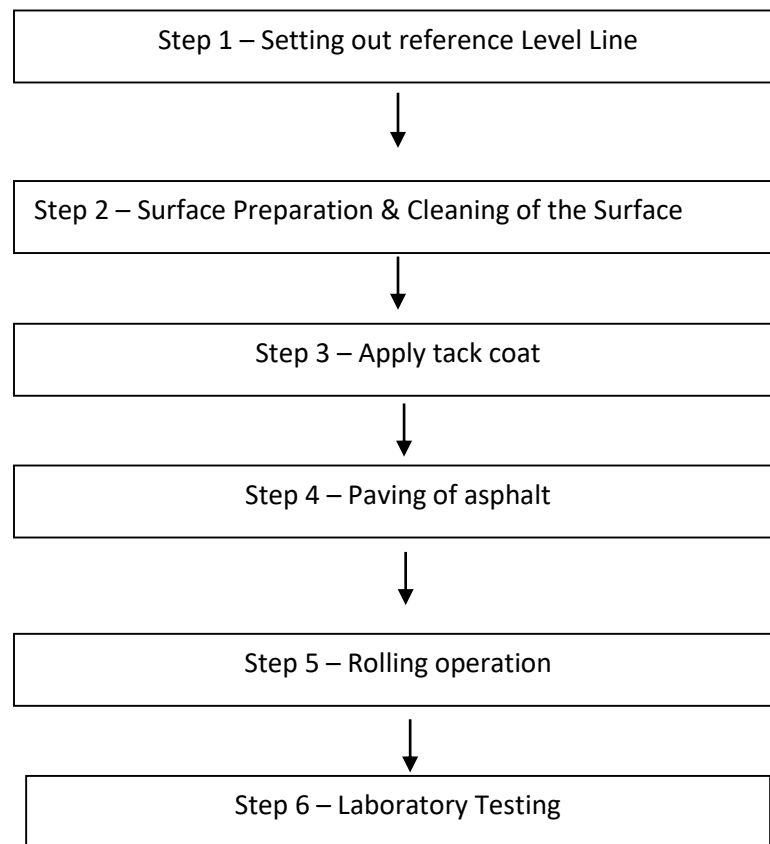 Step 1 – Setting out reference Level Line
Step 2 – Surface Preparation & Cleaning of the Surface
Step 3 – Apply tack coat
Step 4 – Paving of asphalt
Step 5 – Rolling operation
Step 6 – Laboratory Testing